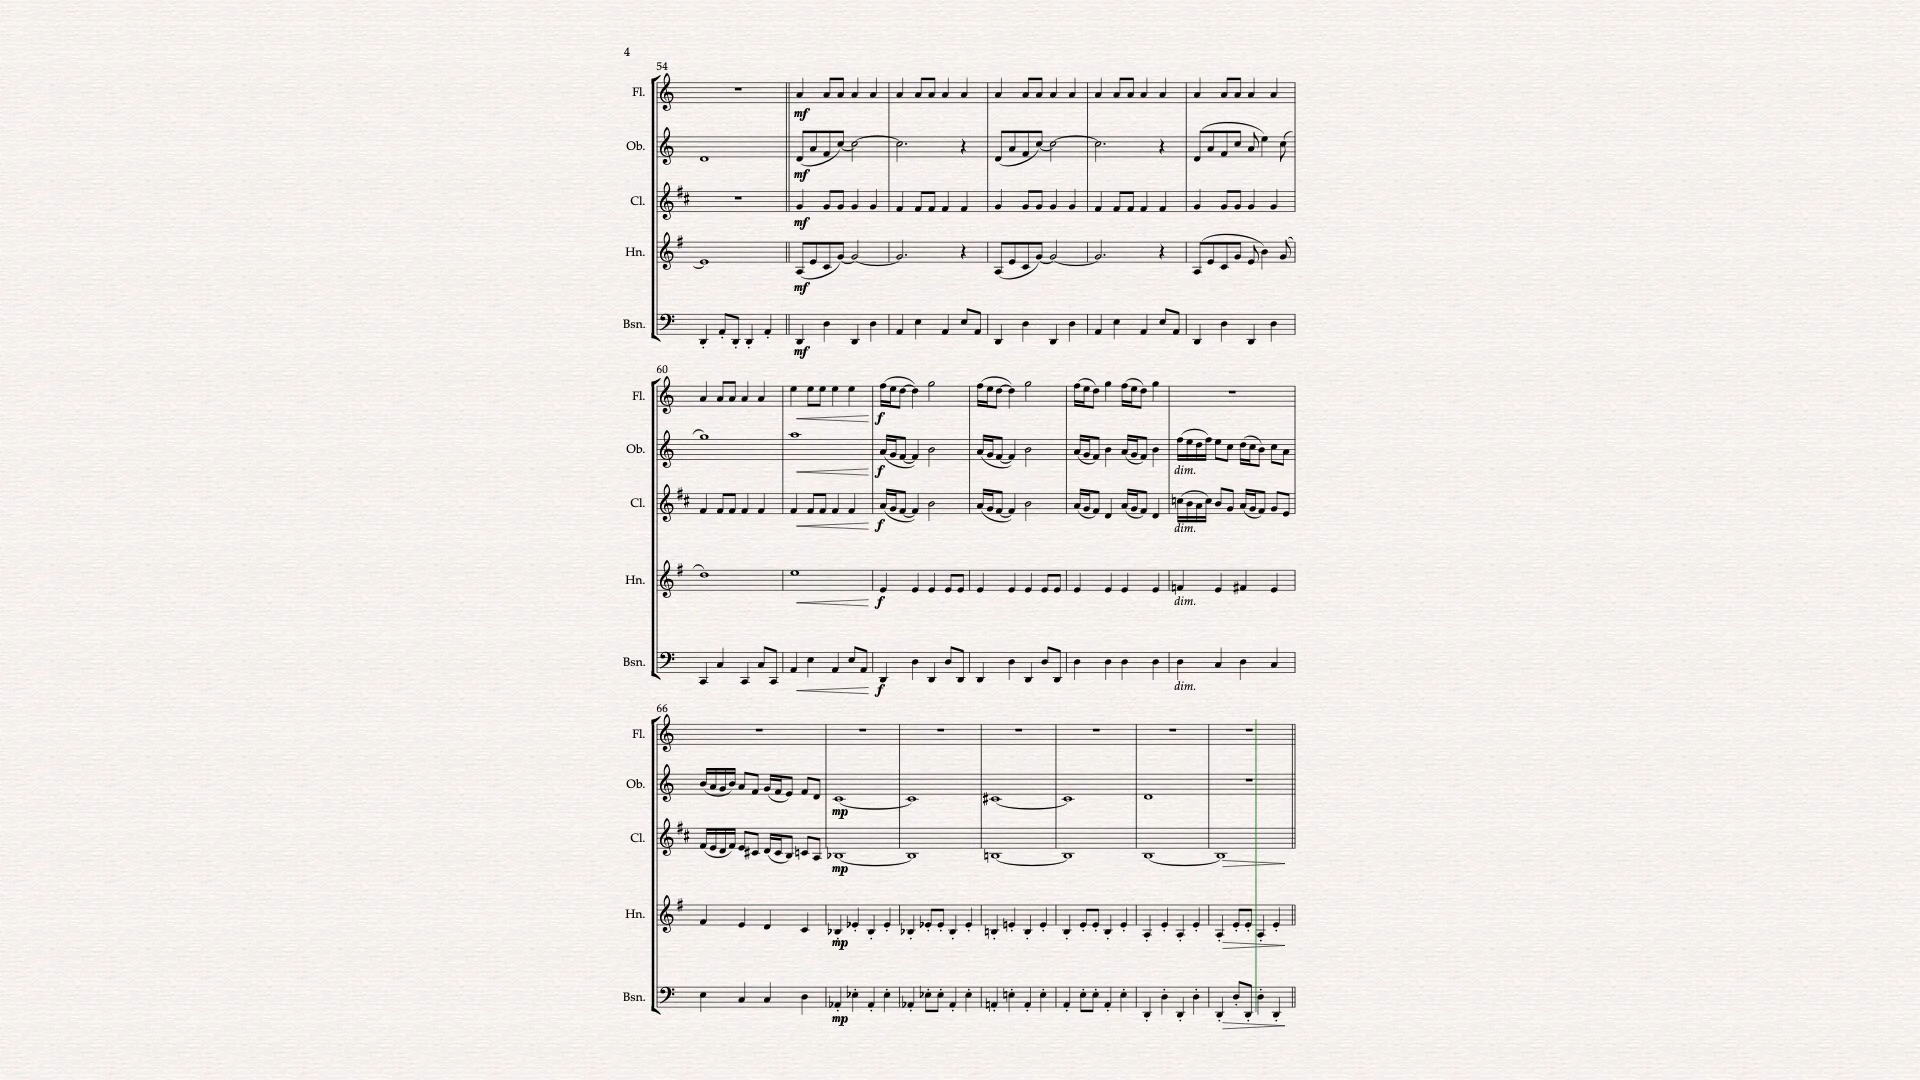 4
54
Fl.
mf
Ob.
mf
Cl.
mf
Hn.
mf
Bsn.
mf
60
Fl.
f
Ob.
f dim.
Cl.
f dim.
Hn.
f dim.
Bsn.
f dim.
66
Fl.
Ob.
mp
Cl.
mp
Hn.
mp
Bsn.
mp